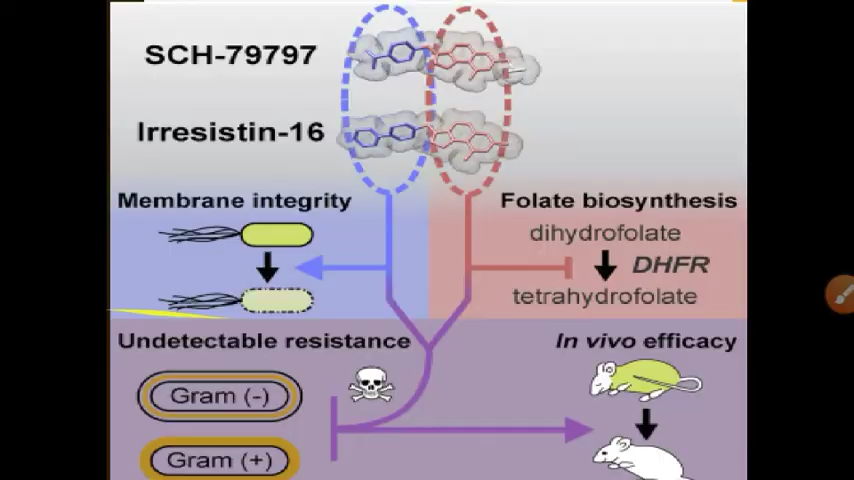 SCH-79797
Irresistin-16
Membrane integrity
Folate biosynthesis
dihydrofolate
DHFR
tetrahydrofolate
Undetectable resistance
In vivo efficacy
Gram (-)
Gram (+)